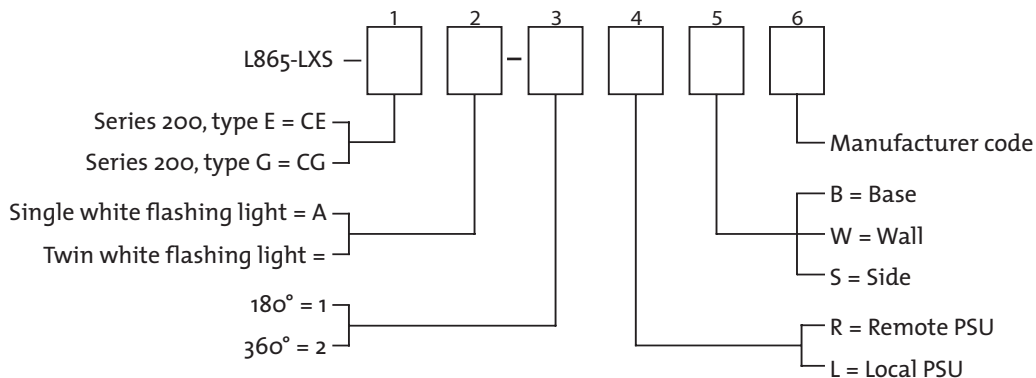 1 2 3 4 5 6
L865-LXS – –
Series 200, type E = CE
Series 200, type G = CG
Single white flashing light = A
Twin white flashing light =
180° = 1
360° = 2
Manufacturer code
B = Base
W = Wall
S = Side
R = Remote PSU
L = Local PSU